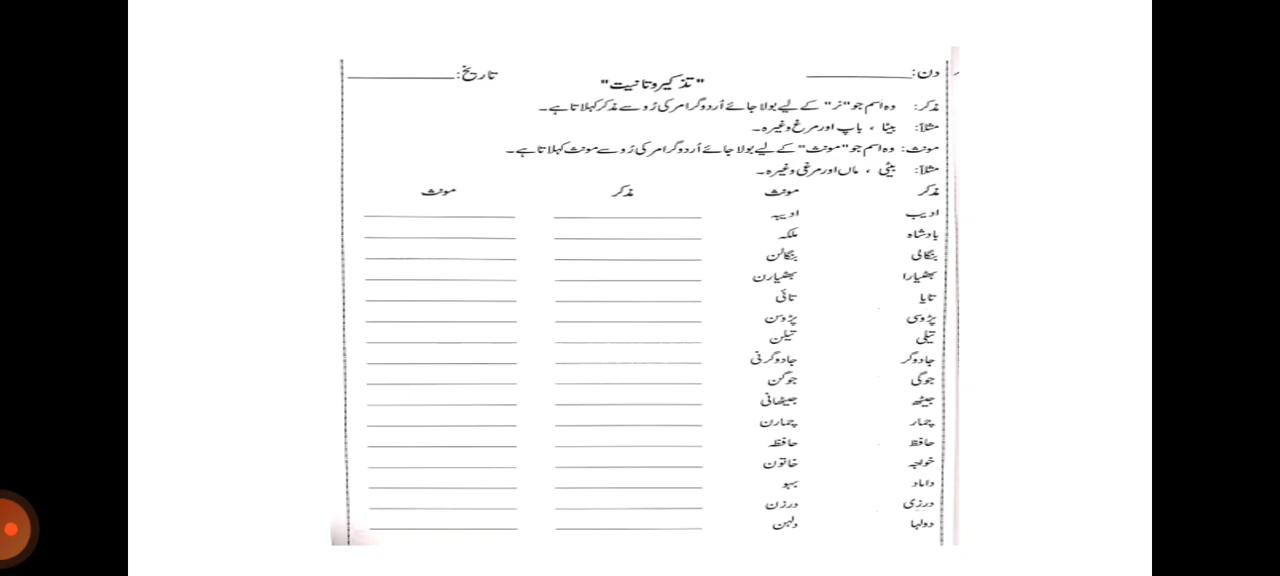 دن: ____________ تاریخ: ____________
"تذکیر و تانیت"
مذکر: وہ اسم جو "نر" کے لیے بولا جائے اُردو گرامر کی رُو سے مذکر کہلاتا ہے۔
مثلاً: بیٹا ، باپ اور مرغ وغیرہ۔
مونث: وہ اسم جو "مونث" کے لیے بولا جائے اُردو گرامر کی رُو سے مونث کہلاتا ہے۔
مثلاً: بیٹی ، ماں اور مرغی وغیرہ۔
مذکر مونث مذکر مونث
ادیب ادیبہ
بادشاہ ملکہ
بنگالی بنگالن
بھٹیارا بھٹیارن
تایا تائی
پڑوسی پڑوسن
تیلی تیلن
جادوگر جادوگرنی
جوگی جوگن
جیٹھ جیٹھانی
چمار چمارن
حافظ حافظہ
خواجہ خاتون
داماد بہو
درزی درزن
دولہا دلہن